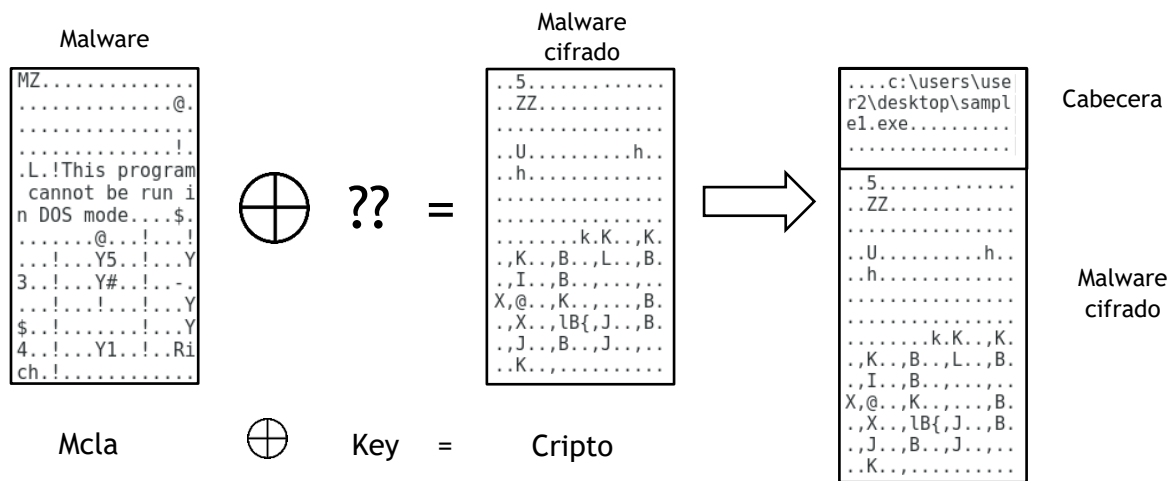 Malware
MZ..............
..............@.
................
..............!.
.L.!This program
 cannot be run i
n DOS mode....$.
.......@...!...!
...!...Y5..!...Y
3..!...Y#..!..-.
...!...!...!...Y
$..!.......!...Y
4..!...Y1..!..Ri
ch.!............
??
=
Malware
cifrado
..5.............
..ZZ............
................
..U..........h..
..h.............
................
................
........k.K..,K.
.,K..,B..,L..,B.
.,I..,B..,...,..
X,@..,K..,...,B.
.,X..,lB{,J..,B.
.,J..,B..,J..,..
..K..,..........
....c:\users\use
r2\desktop\sampl
e1.exe..........
................
Cabecera
..5.............
..ZZ............
................
..U..........h..
..h.............
................
................
........k.K..,K.
.,K..,B..,L..,B.
.,I..,B..,...,..
X,@..,K..,...,B.
.,X..,lB{,J..,B.
.,J..,B..,J..,..
..K..,..........
Malware
cifrado
Mcla ⊕ Key = Cripto